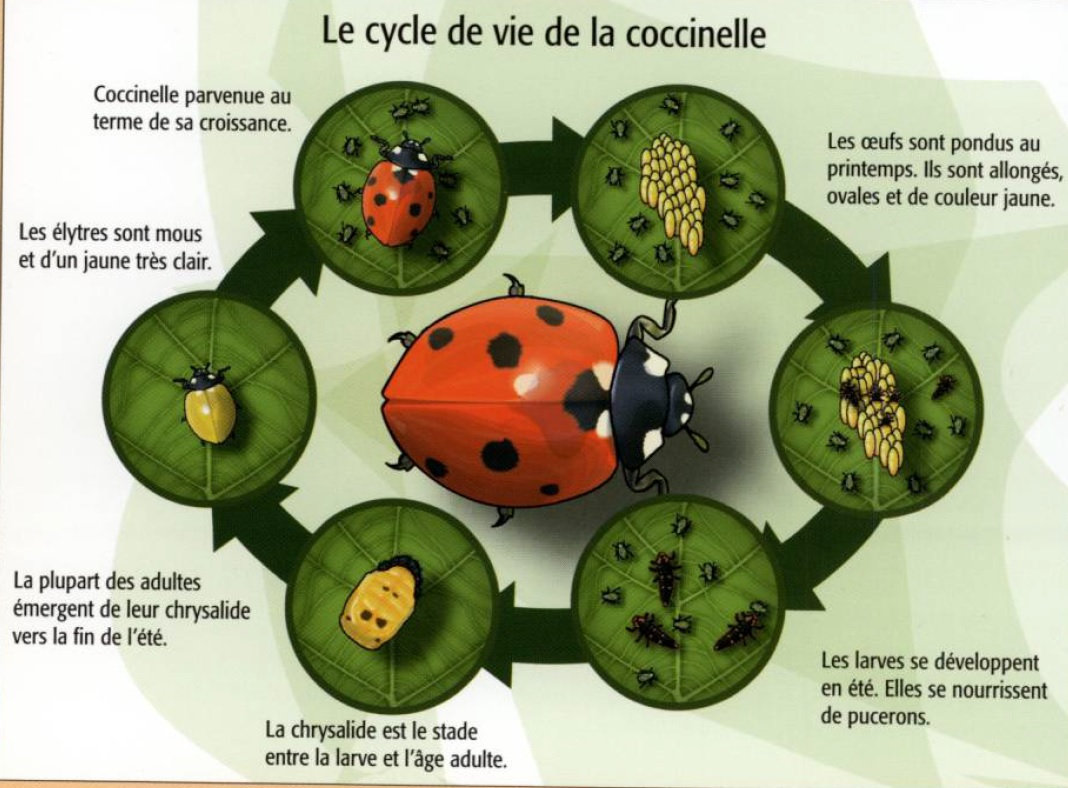 Le cycle de vie de la coccinelle
Coccinelle parvenue au
terme de sa croissance.
Les œufs sont pondus au
printemps. Ils sont allongés,
ovales et de couleur jaune.
Les élytres sont mous
et d'un jaune très clair.
La plupart des adultes
émergent de leur chrysalide
vers la fin de l'été.
Les larves se développent
en été. Elles se nourrissent
de pucerons.
La chrysalide est le stade
entre la larve et l'âge adulte.